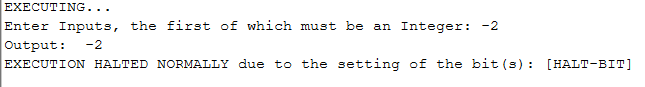 EXECUTING...
Enter Inputs, the first of which must be an Integer: -2
Output:  -2
EXECUTION HALTED NORMALLY due to the setting of the bit(s): [HALT-BIT]